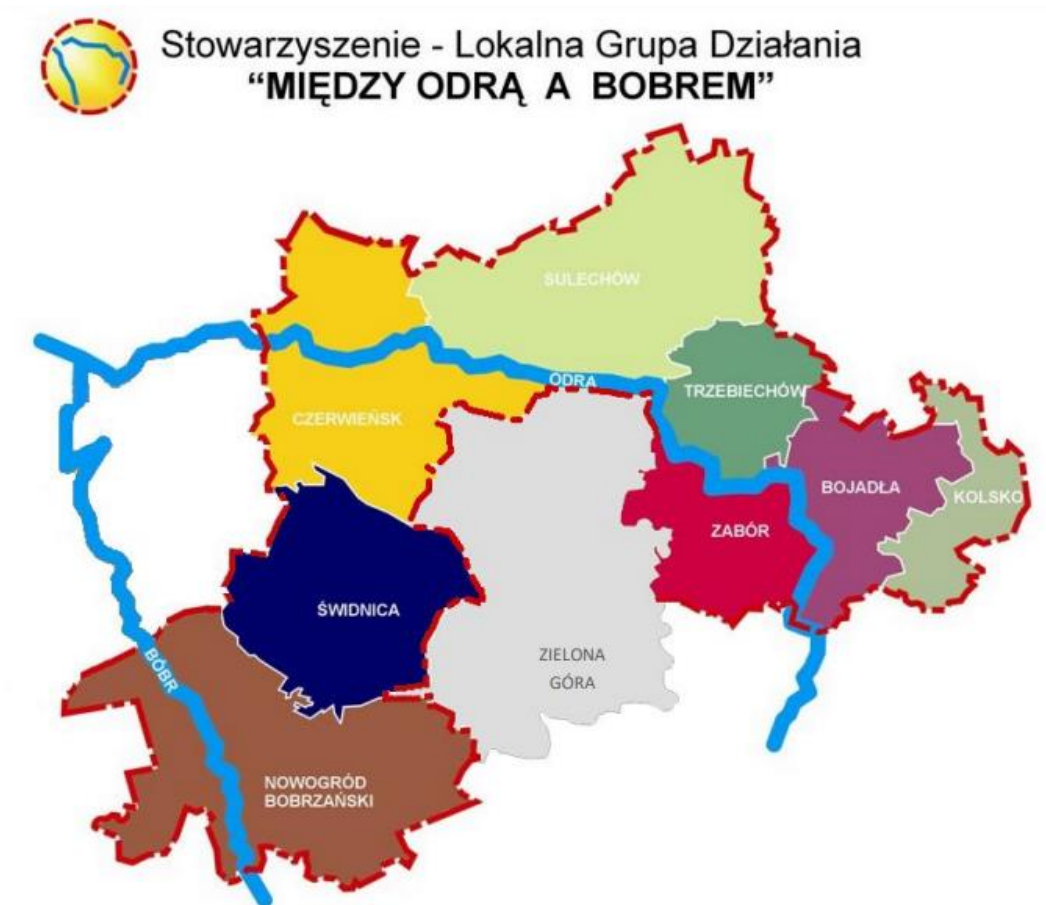 Stowarzyszenie - Lokalna Grupa Działania
“MIĘDZY ODRĄ A BOBREM”
SULECHÓW
ODRA
TRZEBIECHÓW
CZERWIEŃSK
BOJADŁA
KOLSKO
ZABÓR
ŚWIDNICA
ZIELONA
GÓRA
BÓBR
NOWOGRÓD
BOBRZAŃSKI